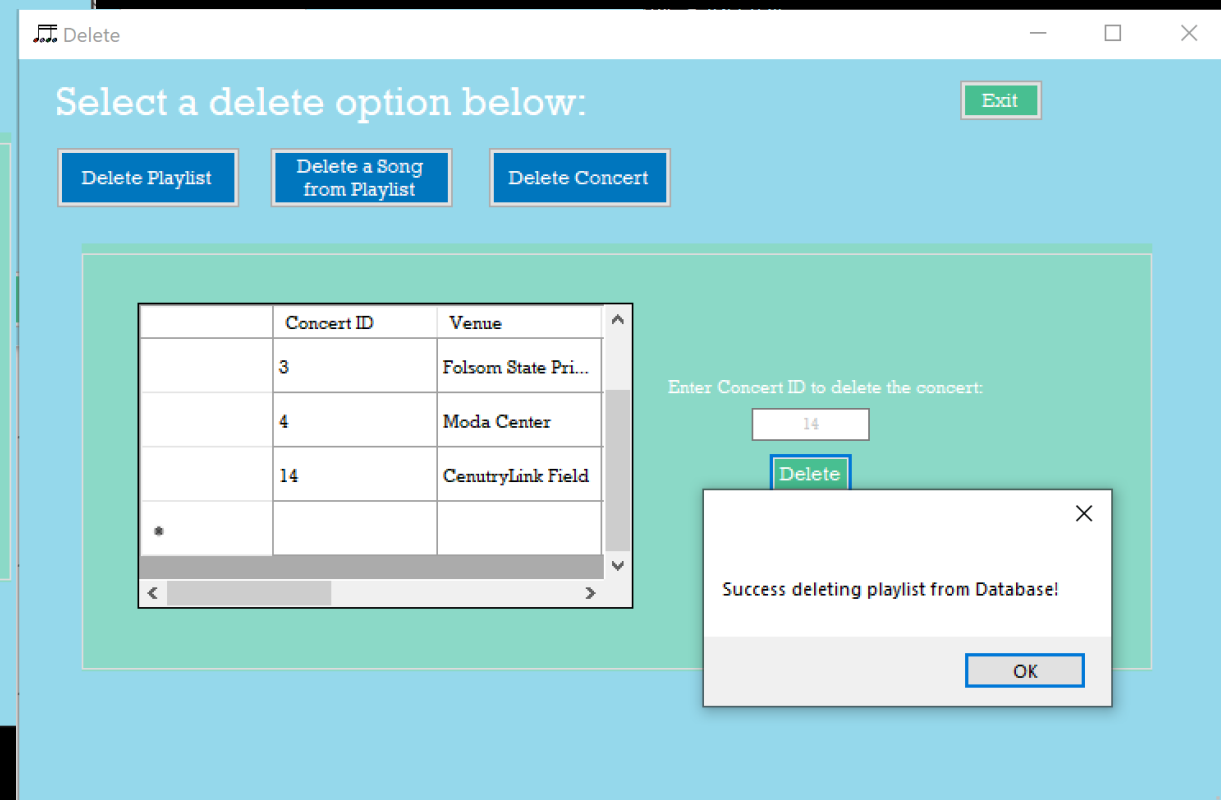 Delete
Select a delete option below:
Exit
Delete Playlist
Delete a Song
from Playlist
Delete Concert
Concert ID
Venue
3
Folsom State Pri...
4
Moda Center
14
CenutryLink Field
*
Enter Concert ID to delete the concert:
14
Delete
Success deleting playlist from Database!
OK